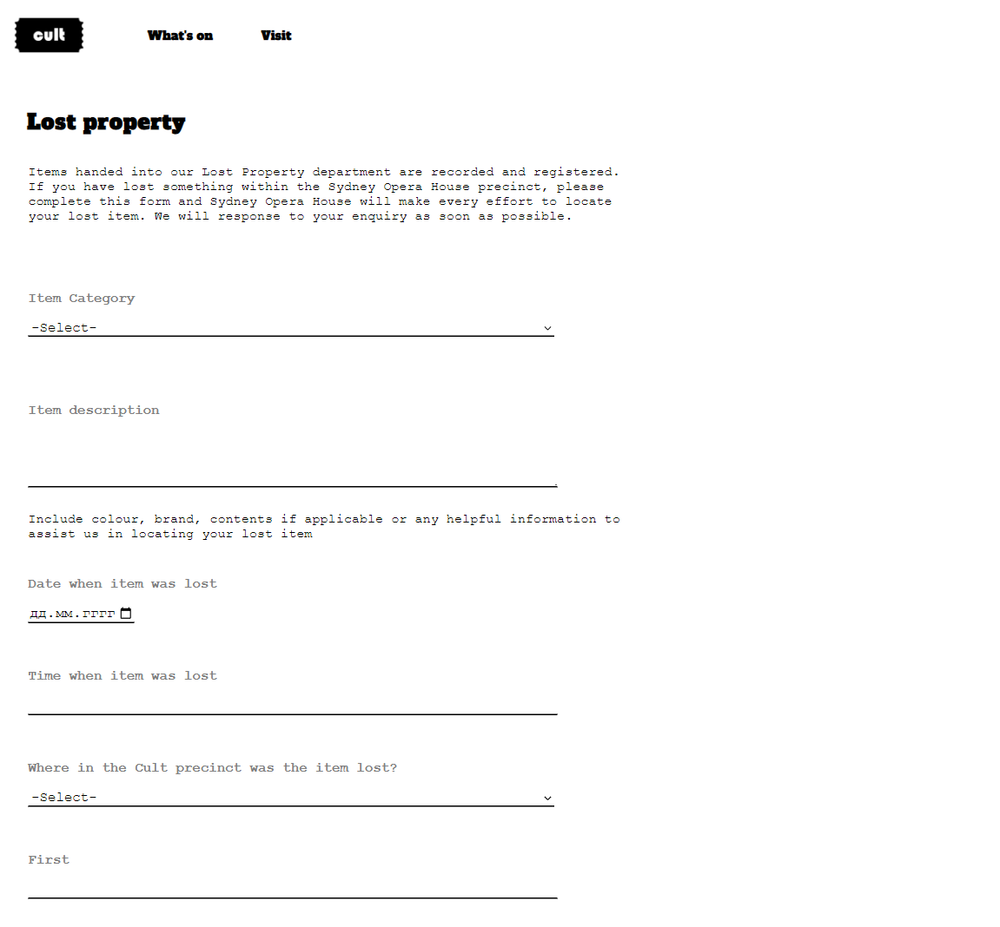 cult
What's on
Visit
Lost property
Items handed into our Lost Property department are recorded and registered.
If you have lost something within the Sydney Opera House precinct, please
complete this form and Sydney Opera House will make every effort to locate
your lost item. We will response to your enquiry as soon as possible.
Item Category
-Select-
Item description
Include colour, brand, contents if applicable or any helpful information to
assist us in locating your lost item
Date when item was lost
дд.мм.гггг
Time when item was lost
Where in the Cult precinct was the item lost?
-Select-
First